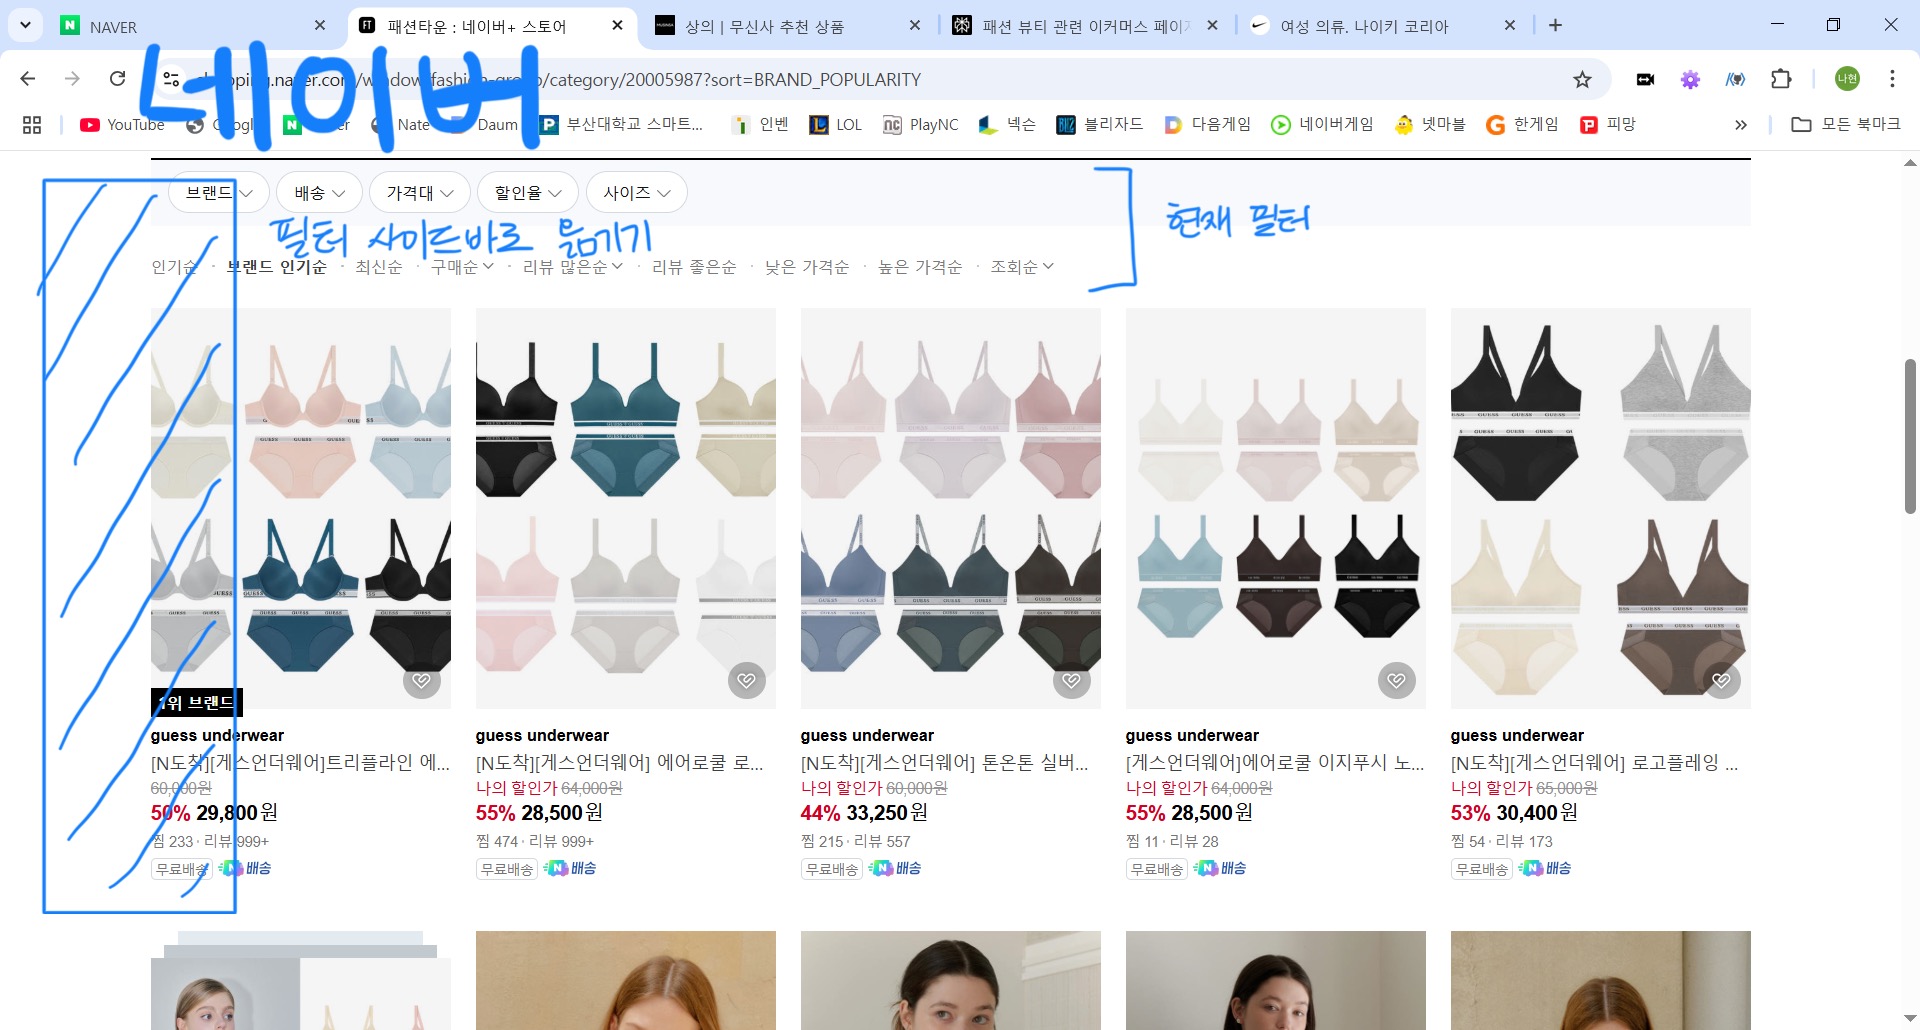 NAVER
패션타운 : 네이버+ 스토어
상의 | 무신사 추천 상품
패션 뷰티 관련 이커머스 페이지
여성 의류. 나이키 코리아
네이버
/category/20005987?sort=BRAND_POPULARITY
나현
YouTube
Nate
Daum
부산대학교 스마트...
인벤
LOL
PlayNC
넥슨
블리자드
다음게임
네이버게임
넷마블
한게임
피망
모든 북마크
브랜드
배송
가격대
할인율
사이즈
필터 사이드바로 옮기기
현재 필터
인기순 · 브랜드 인기순 · 최신순 · 구매순 · 리뷰 많은순 · 리뷰 좋은순 · 낮은 가격순 · 높은 가격순 · 조회순
1위 브랜드
guess underwear
[N도착][게스언더웨어]트리플라인 에...
60,000원
50% 29,800원
찜 233 · 리뷰 999+
무료배송 N배송
guess underwear
[N도착][게스언더웨어] 에어로쿨 로...
나의 할인가 64,000원
55% 28,500원
찜 474 · 리뷰 999+
무료배송 N배송
guess underwear
[N도착][게스언더웨어] 톤온톤 실버...
나의 할인가 60,000원
44% 33,250원
찜 215 · 리뷰 557
무료배송 N배송
guess underwear
[게스언더웨어]에어로쿨 이지푸시 노...
나의 할인가 64,000원
55% 28,500원
찜 11 · 리뷰 28
무료배송 N배송
guess underwear
[N도착][게스언더웨어] 로고플레잉 ...
나의 할인가 65,000원
53% 30,400원
찜 54 · 리뷰 173
무료배송 N배송